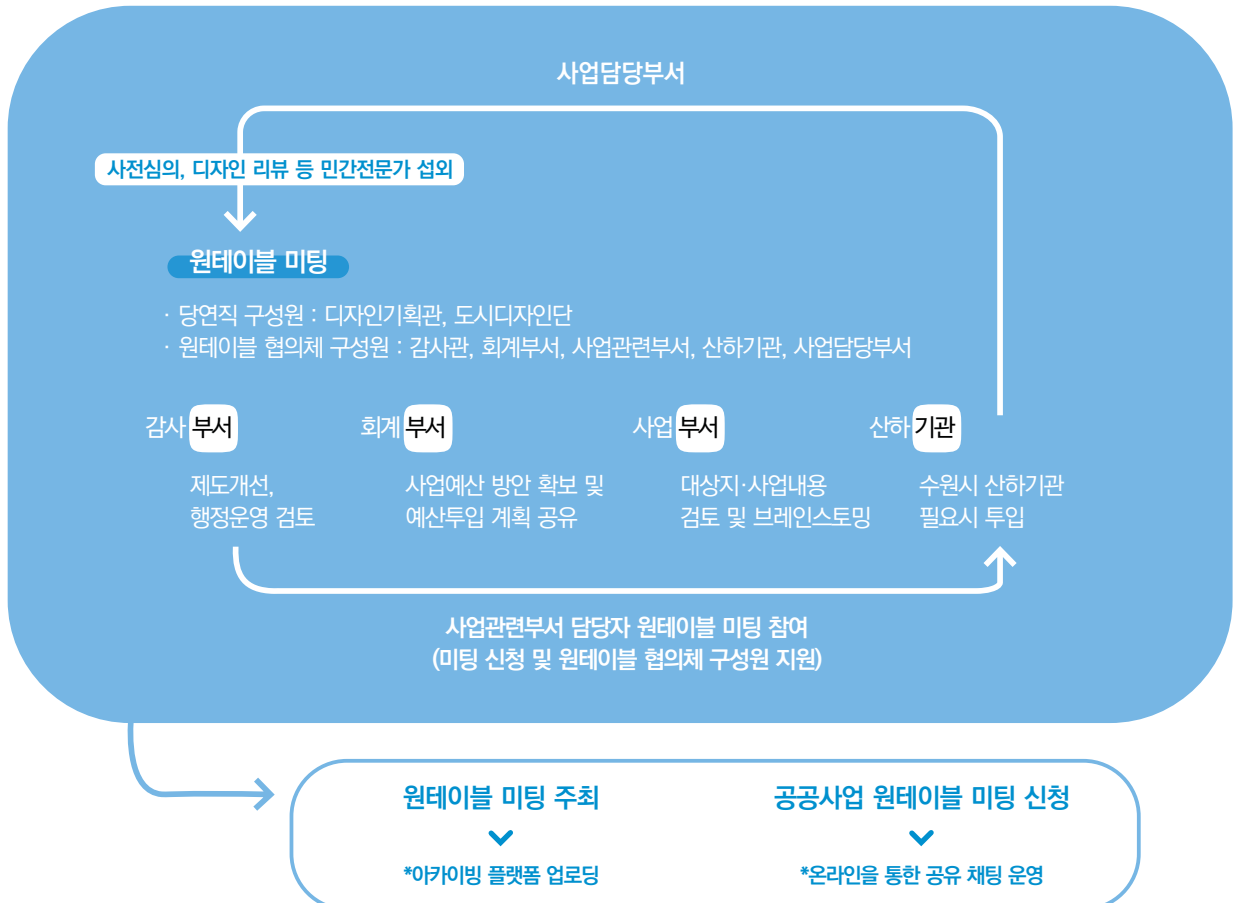 사업담당부서
사전심의, 디자인 리뷰 등 민간전문가 섭외
원테이블 미팅
· 당연직 구성원 : 디자인기획관, 도시디자인단
· 원테이블 협의체 구성원 : 감사관, 회계부서, 사업관련부서, 산하기관, 사업담당부서
감사 부서
제도개선,
행정운영 검토
회계 부서
사업예산 방안 확보 및
예산투입 계획 공유
사업 부서
대상지·사업내용
검토 및 브레인스토밍
산하 기관
수원시 산하기관
필요시 투입
사업관련부서 담당자 원테이블 미팅 참여
(미팅 신청 및 원테이블 협의체 구성원 지원)
원테이블 미팅 주최
*아카이빙 플랫폼 업로딩
공공사업 원테이블 미팅 신청
*온라인을 통한 공유 채팅 운영